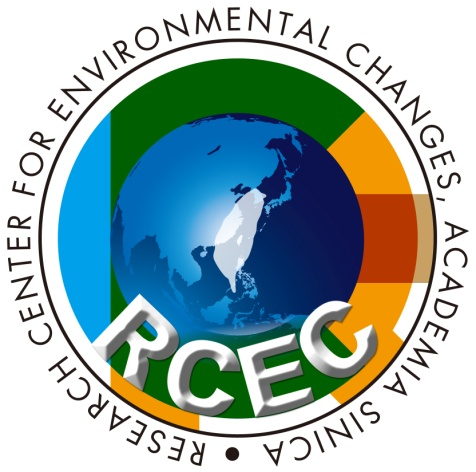 RESEARCH CENTER FOR ENVIRONMENTAL CHANGES, ACADEMIA SINICA •
RCEC